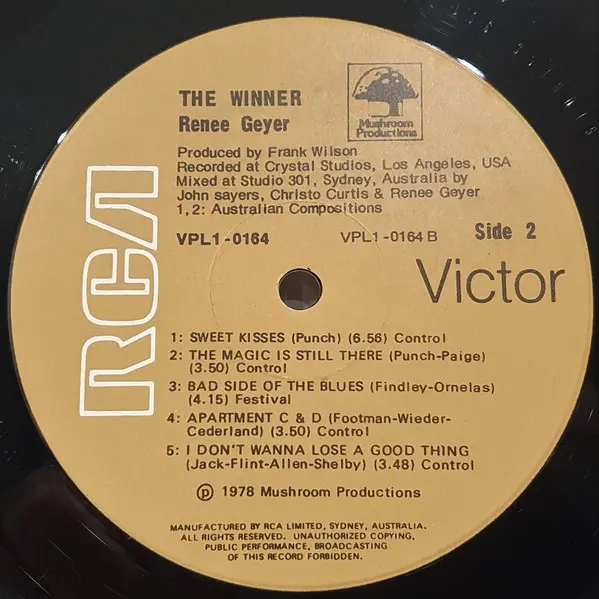 THE WINNER
Renee Geyer
Mushroom
Productions
Produced by Frank Wilson
Recorded at Crystal Studios, Los Angeles, USA
Mixed at Studio 301, Sydney, Australia by
John sayers, Christo Curtis & Renee Geyer
1, 2: Australian Compositions
VPL1-0164 VPL1-0164 B Side 2
RCA
Victor
1: SWEET KISSES (Punch) (6.56) Control
2: THE MAGIC IS STILL THERE (Punch-Paige)
(3.50) Control
3: BAD SIDE OF THE BLUES (Findley-Ornelas)
(4.15) Festival
4: APARTMENT C & D (Footman-Wieder-
Cederland) (3.50) Control
5: I DON'T WANNA LOSE A GOOD THING
(Jack-Flint-Allen-Shelby) (3.48) Control
℗ 1978 Mushroom Productions
MANUFACTURED BY RCA LIMITED, SYDNEY, AUSTRALIA.
ALL RIGHTS RESERVED. UNAUTHORIZED COPYING,
PUBLIC PERFORMANCE, BROADCASTING
OF THIS RECORD FORBIDDEN.